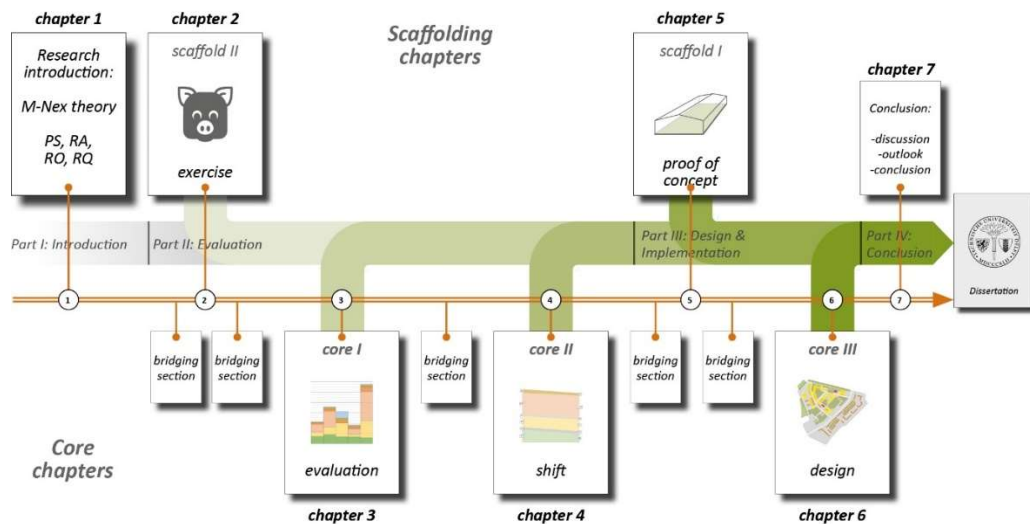 chapter 1
Research
introduction:
M-Nex theory
PS, RA,
RO, RQ
chapter 2
scaffold II
exercise
Scaffolding
chapters
chapter 5
scaffold I
proof of
concept
chapter 7
Conclusion:
-discussion
-outlook
-conclusion
Part I: Introduction
Part II: Evaluation
Part III: Design &
Implementation
Part IV:
Conclusion
Dissertation
1
2
3
4
5
6
7
bridging
section
bridging
section
bridging
section
bridging
section
bridging
section
Core
chapters
core I
evaluation
chapter 3
core II
shift
chapter 4
core III
design
chapter 6